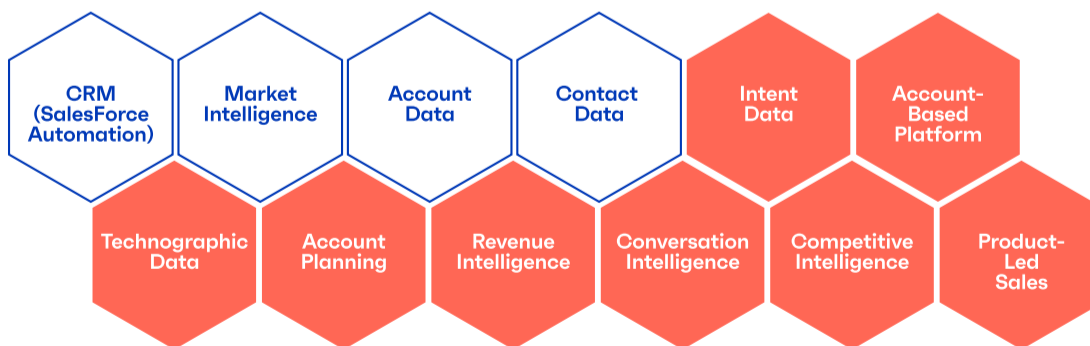 CRM
(SalesForce
Automation)
Market
Intelligence
Account
Data
Contact
Data
Intent
Data
Account-
Based
Platform
Technographic
Data
Account
Planning
Revenue
Intelligence
Conversation
Intelligence
Competitive
Intelligence
Product-
Led
Sales